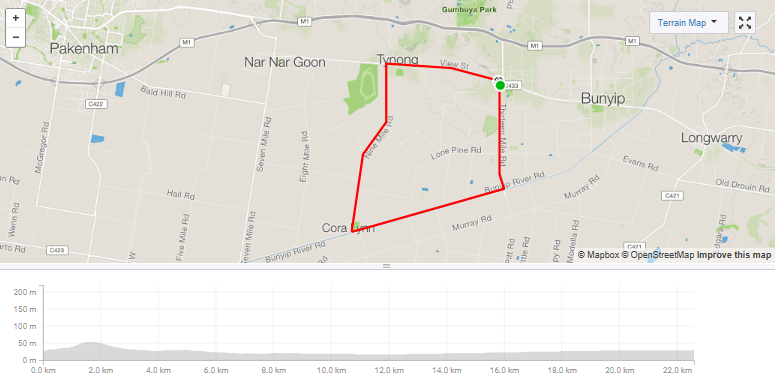 +
−
Gumbuya Park
Terrain Map
M1
M1
M1
Pakenham
Nar Nar Goon
Tynong
View St
C433
Baid Hill Rd
C422
Bunyip
Longwarry
McGregor Rd
Seven Mile Rd
Eight Mile Rd
Nine Mile Rd
Thirteen Mile Rd
Lone Pine Rd
Evans Rd
Bunyip River Rd
Murray Rd
Old Drouin Rd
C421
C421
Hall Rd
Five Mile Rd
Cora Lynn
Murray Rd
C423
Seven Mile Rd
Bunyip River Rd
Modella Rd
© Mapbox © OpenStreetMap Improve this map
200 m
150 m
100 m
50 m
0 m
0.0 km 2.0 km 4.0 km 6.0 km 8.0 km 10.0 km 12.0 km 14.0 km 16.0 km 18.0 km 20.0 km 22.0 km